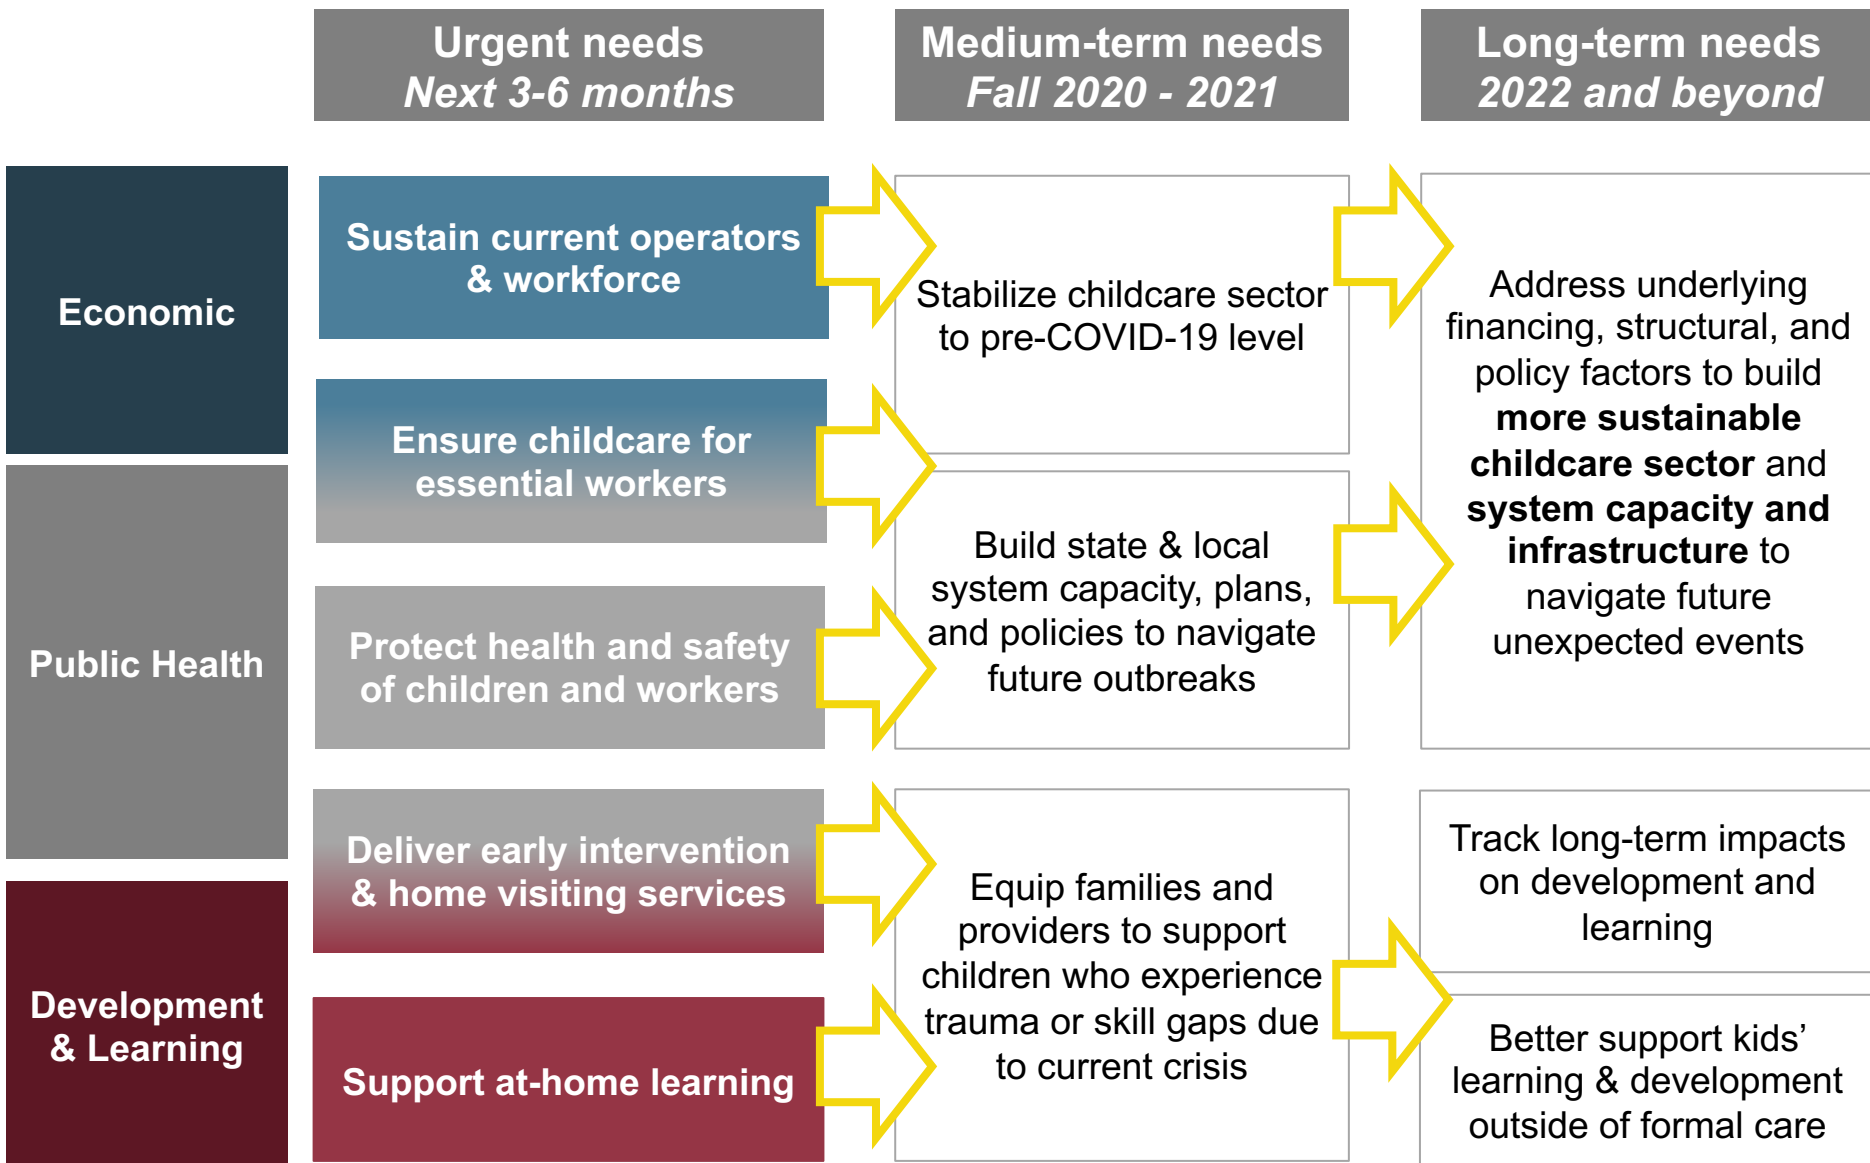 Urgent needs
Next 3-6 months
Medium-term needs
Fall 2020 - 2021
Long-term needs
2022 and beyond
Economic
Public Health
Development
& Learning
Sustain current operators
& workforce
Ensure childcare for
essential workers
Protect health and safety
of children and workers
Deliver early intervention
& home visiting services
Support at-home learning
Stabilize childcare sector
to pre-COVID-19 level
Build state & local
system capacity, plans,
and policies to navigate
future outbreaks
Equip families and
providers to support
children who experience
trauma or skill gaps due
to current crisis
Address underlying
financing, structural, and
policy factors to build
more sustainable
childcare sector and
system capacity and
infrastructure to
navigate future
unexpected events
Track long-term impacts
on development and
learning
Better support kids’
learning & development
outside of formal care